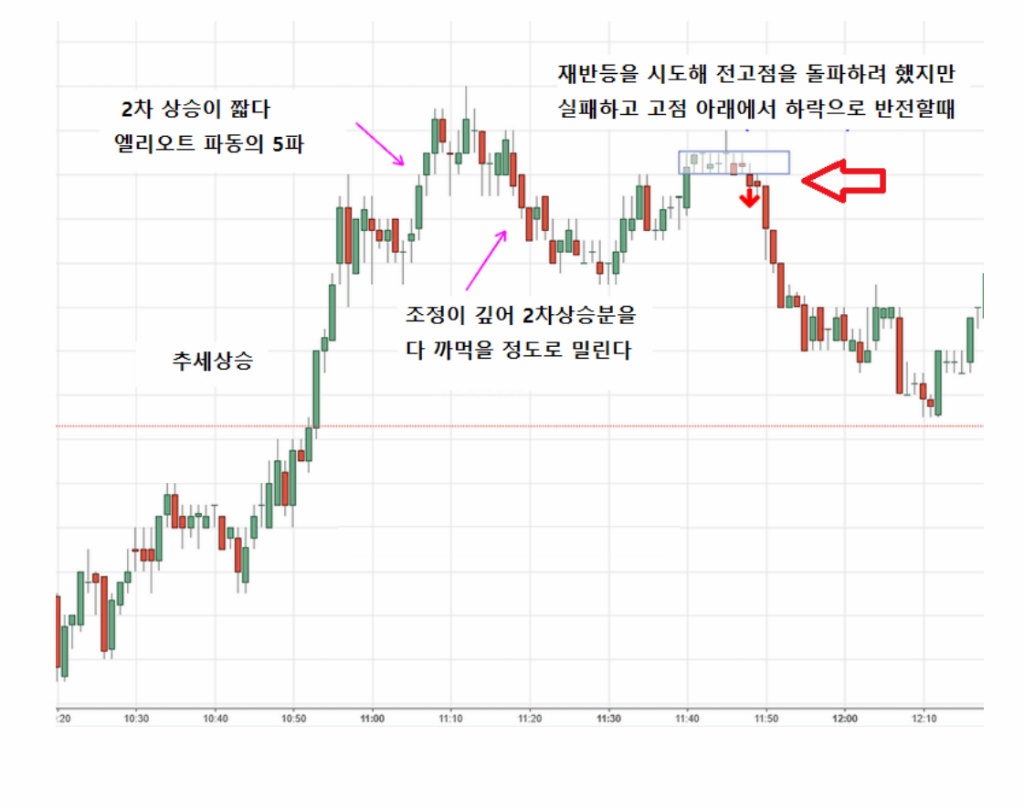 재반등을 시도해 전고점을 돌파하려 했지만
실패하고 고점 아래에서 하락으로 반전할때
2차 상승이 짧다
엘리오트 파동의 5파
조정이 깊어 2차상승분을
다 까먹을 정도로 밀린다
추세상승
:20 10:30 10:40 10:50 11:00 11:10 11:20 11:30 11:40 11:50 12:00 12:10